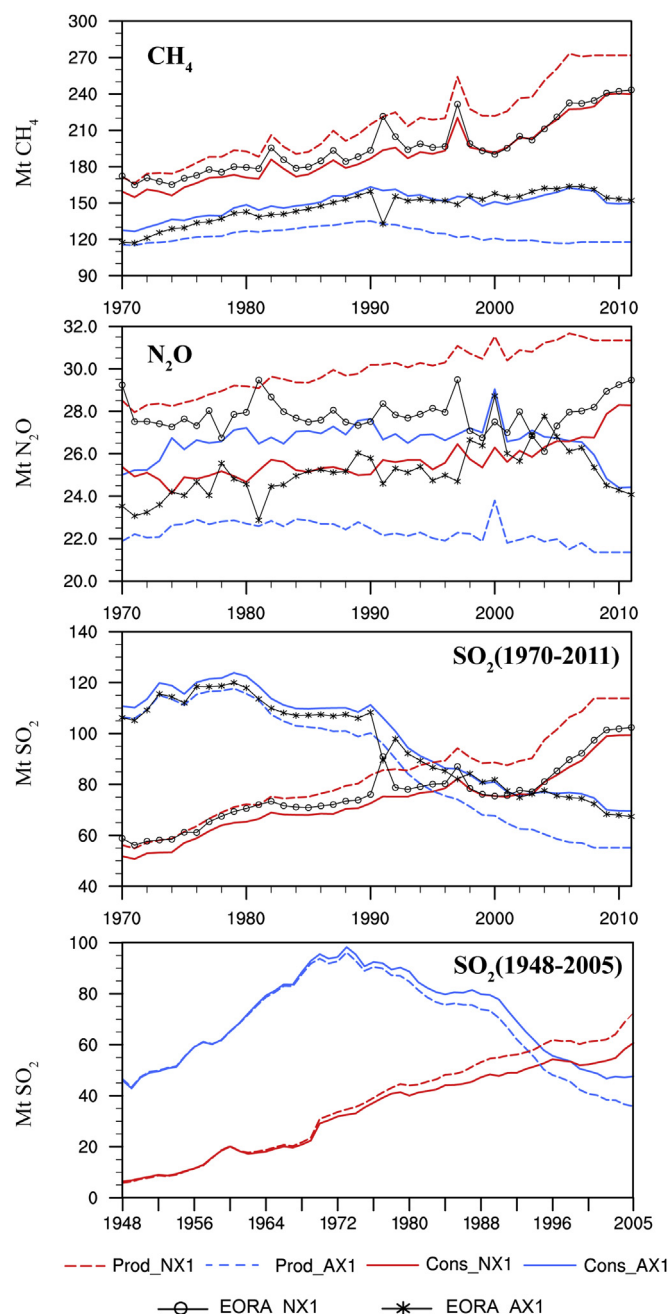 300
270
240
210
180
150
120
90
Mt CH₄
CH₄
1970 1980 1990 2000 2010
32.0
30.0
28.0
26.0
24.0
22.0
20.0
Mt N₂O
N₂O
1970 1980 1990 2000 2010
140
120
100
80
60
40
Mt SO₂
SO₂(1970-2011)
1970 1980 1990 2000 2010
100
80
60
40
20
0
Mt SO₂
SO₂(1948-2005)
1948 1956 1964 1972 1980 1988 1996 2005
Prod_NX1 Prod_AX1 Cons_NX1 Cons_AX1
EORA_NX1 EORA_AX1